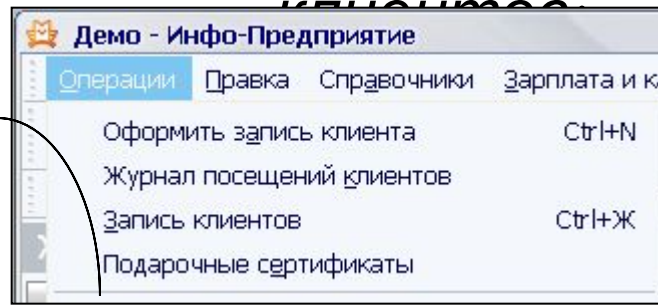 клиентов:
Демо - Инфо-Предприятие
Операции Правка Справочники Зарплата и к
Оформить запись клиента Ctrl+N
Журнал посещений клиентов
Запись клиентов Ctrl+Ж
Подарочные сертификаты